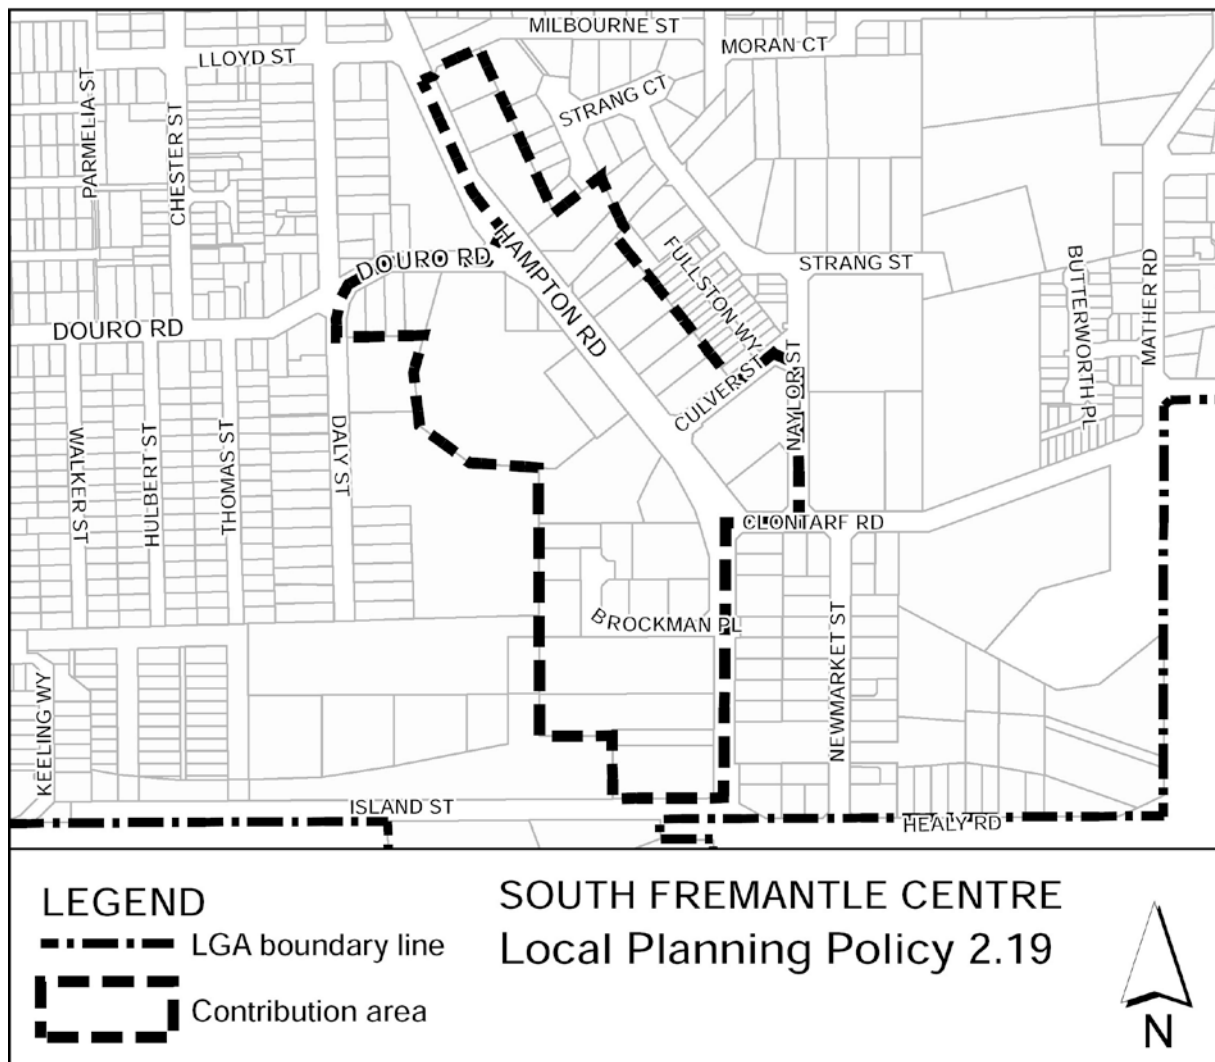 MILBOURNE ST
MORAN CT
LLOYD ST
PARMELIA ST
CHESTER ST
STRANG CT
HAMPTON RD
DOURO RD
FULLSTON WY
STRANG ST
BUTTERWORTH PL
MATHER RD
DOURO RD
CULVER ST
NAYLOR ST
WALKER ST
HULBERT ST
THOMAS ST
DALY ST
CLONTARF RD
BROCKMAN PL
NEWMARKET ST
KEELING WY
ISLAND ST
HEALY RD
LEGEND
LGA boundary line
Contribution area
SOUTH FREMANTLE CENTRE
Local Planning Policy 2.19
N